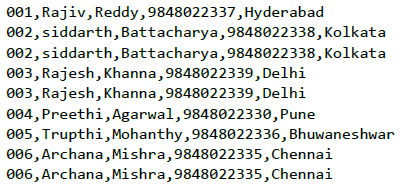 001,Rajiv,Reddy,9848022337,Hyderabad
002,siddarth,Battacharya,9848022338,Kolkata
002,siddarth,Battacharya,9848022338,Kolkata
003,Rajesh,Khanna,9848022339,Delhi
003,Rajesh,Khanna,9848022339,Delhi
004,Preethi,Agarwal,9848022330,Pune
005,Trupthi,Mohanthy,9848022336,Bhuwaneshwar
006,Archana,Mishra,9848022335,Chennai
006,Archana,Mishra,9848022335,Chennai